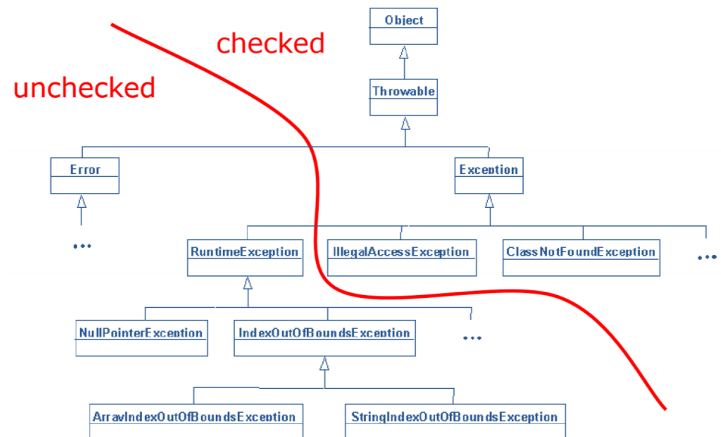 Object
checked
unchecked
Throwable
Error
Exception
...
RuntimeException
IllegalAccessException
ClassNotFoundException
...
NullPointerException
IndexOutOfBoundsException
...
ArrayIndexOutOfBoundsException
StringIndexOutOfBoundsException